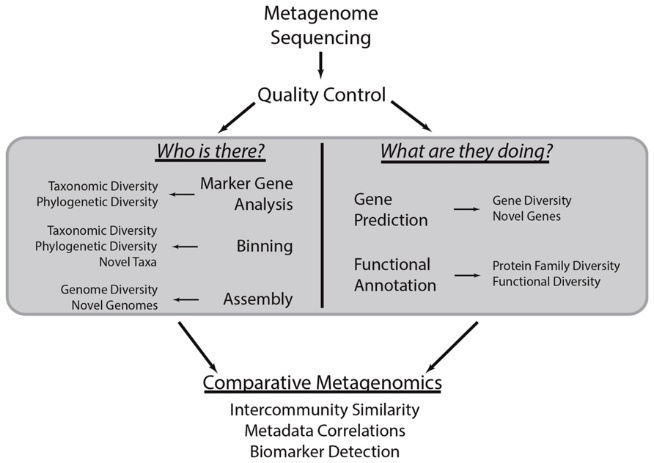 Metagenome
Sequencing
Quality Control
Who is there?
Taxonomic Diversity
Phylogenetic Diversity
Marker Gene
Analysis
Taxonomic Diversity
Phylogenetic Diversity
Novel Taxa
Binning
Genome Diversity
Novel Genomes
Assembly
What are they doing?
Gene
Prediction
Gene Diversity
Novel Genes
Functional
Annotation
Protein Family Diversity
Functional Diversity
Comparative Metagenomics
Intercommunity Similarity
Metadata Correlations
Biomarker Detection